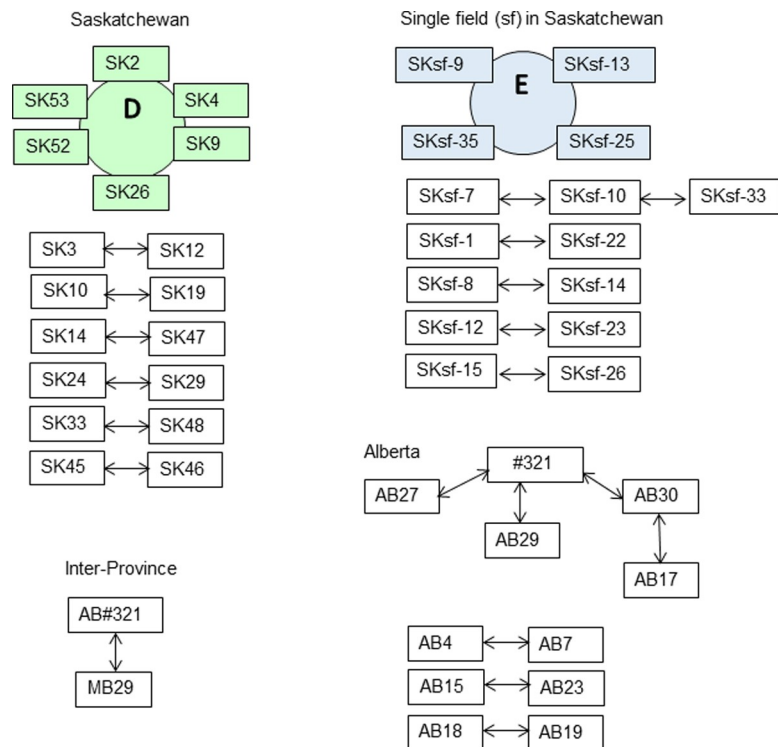 Saskatchewan
SK2
SK53
D
SK4
SK52
SK9
SK26
SK3
SK12
SK10
SK19
SK14
SK47
SK24
SK29
SK33
SK48
SK45
SK46
Inter-Province
AB#321
MB29
Single field (sf) in Saskatchewan
SKsf-9
E
SKsf-13
SKsf-35
SKsf-25
SKsf-7
SKsf-10
SKsf-33
SKsf-1
SKsf-22
SKsf-8
SKsf-14
SKsf-12
SKsf-23
SKsf-15
SKsf-26
Alberta
#321
AB27
AB30
AB29
AB17
AB4
AB7
AB15
AB23
AB18
AB19